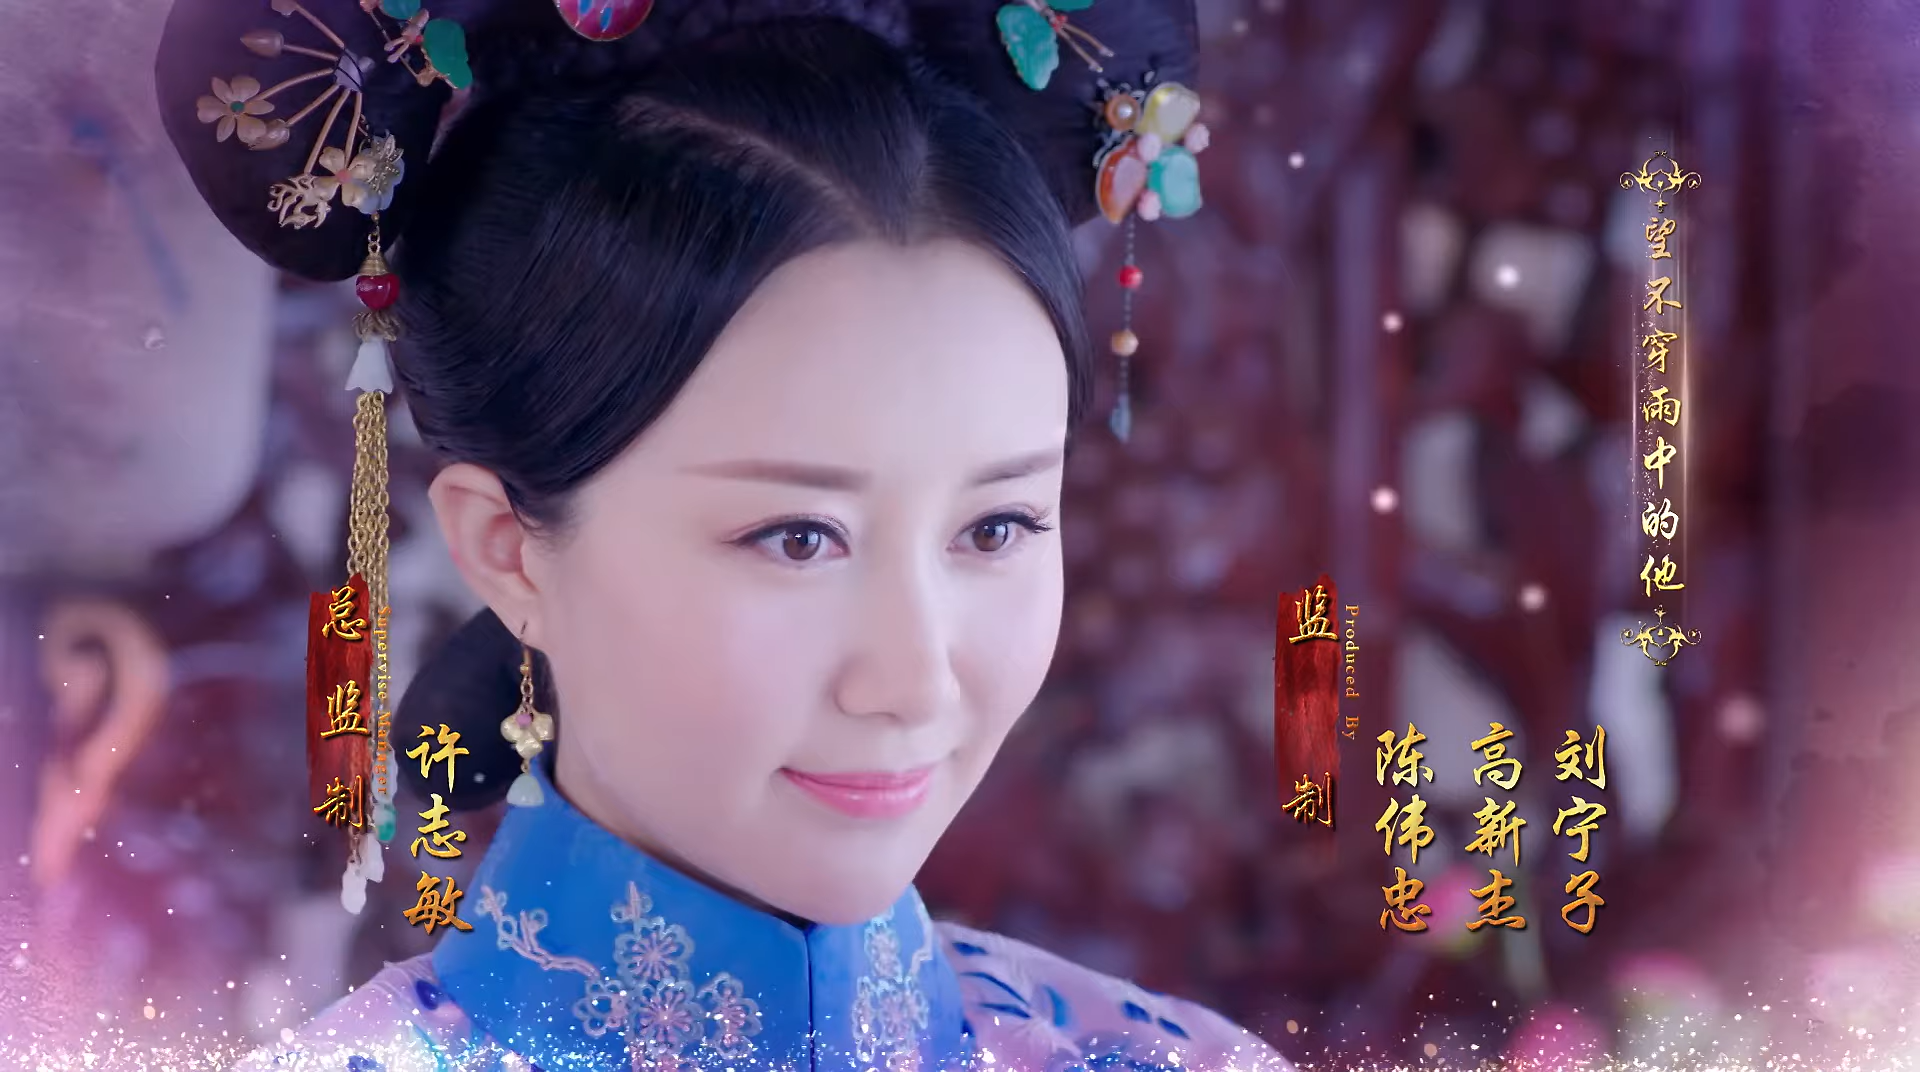 望不穿雨中的他
监制
Produced By
刘宁子
高新杰
陈伟忠
总监制
Supervise Manager
许志敏